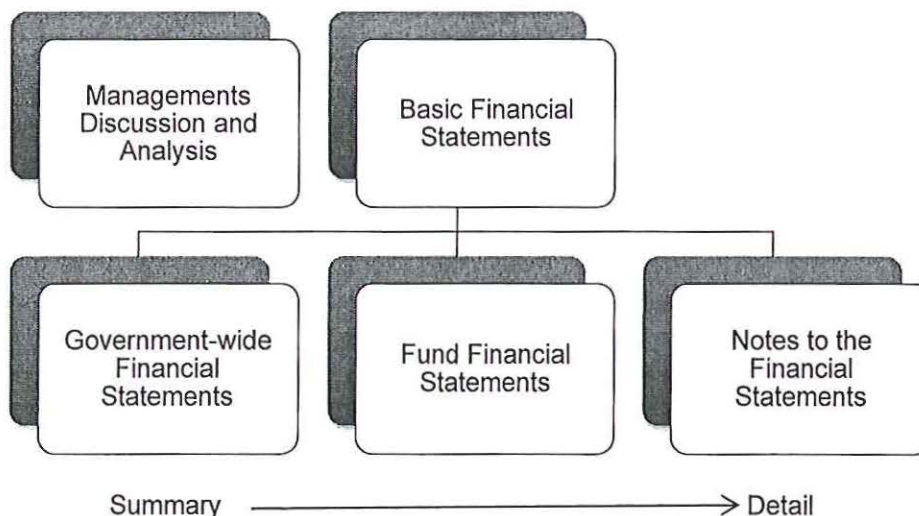 Managements
Discussion and
Analysis
Basic Financial
Statements
Government-wide
Financial
Statements
Fund Financial
Statements
Notes to the
Financial
Statements
Summary
Detail